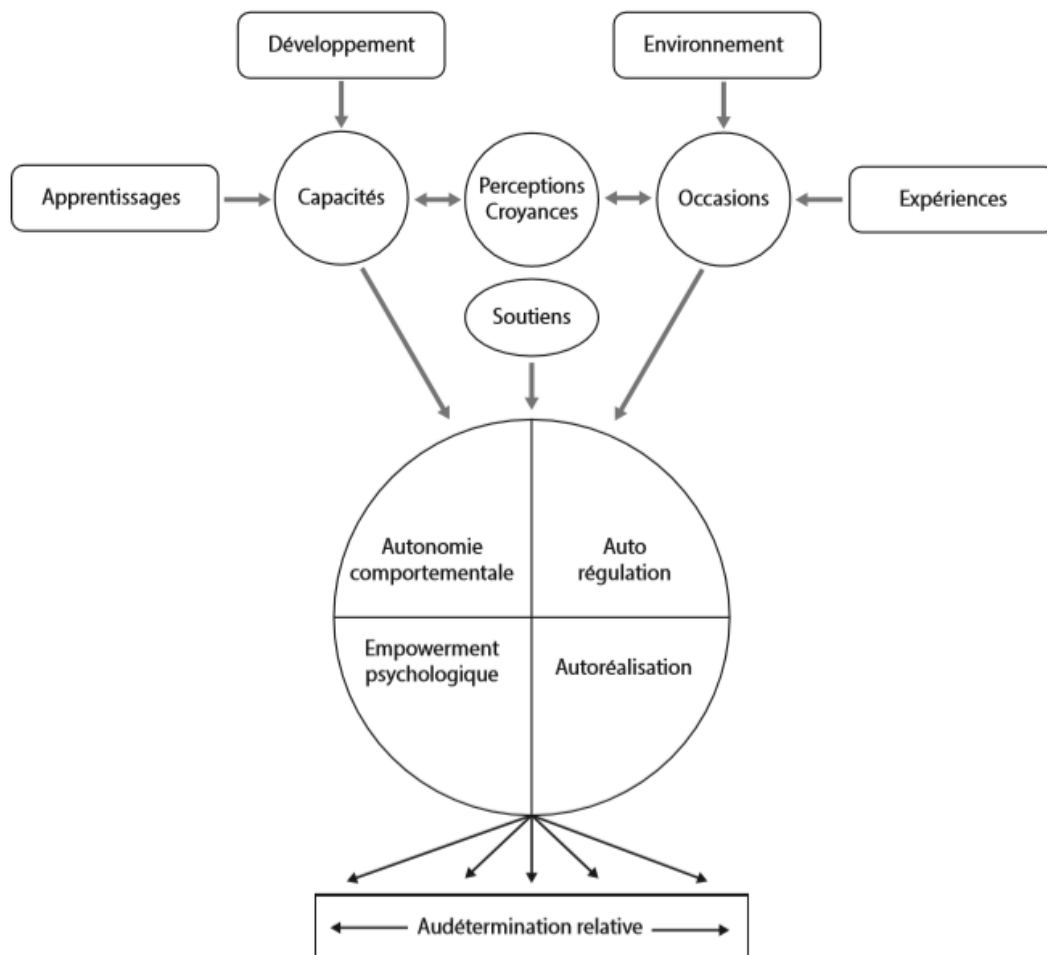 Développement
Environnement
Apprentissages
Capacités
Perceptions
Croyances
Occasions
Expériences
Soutiens
Autonomie
comportementale
Auto
régulation
Empowerment
psychologique
Autoréalisation
Audétermination relative